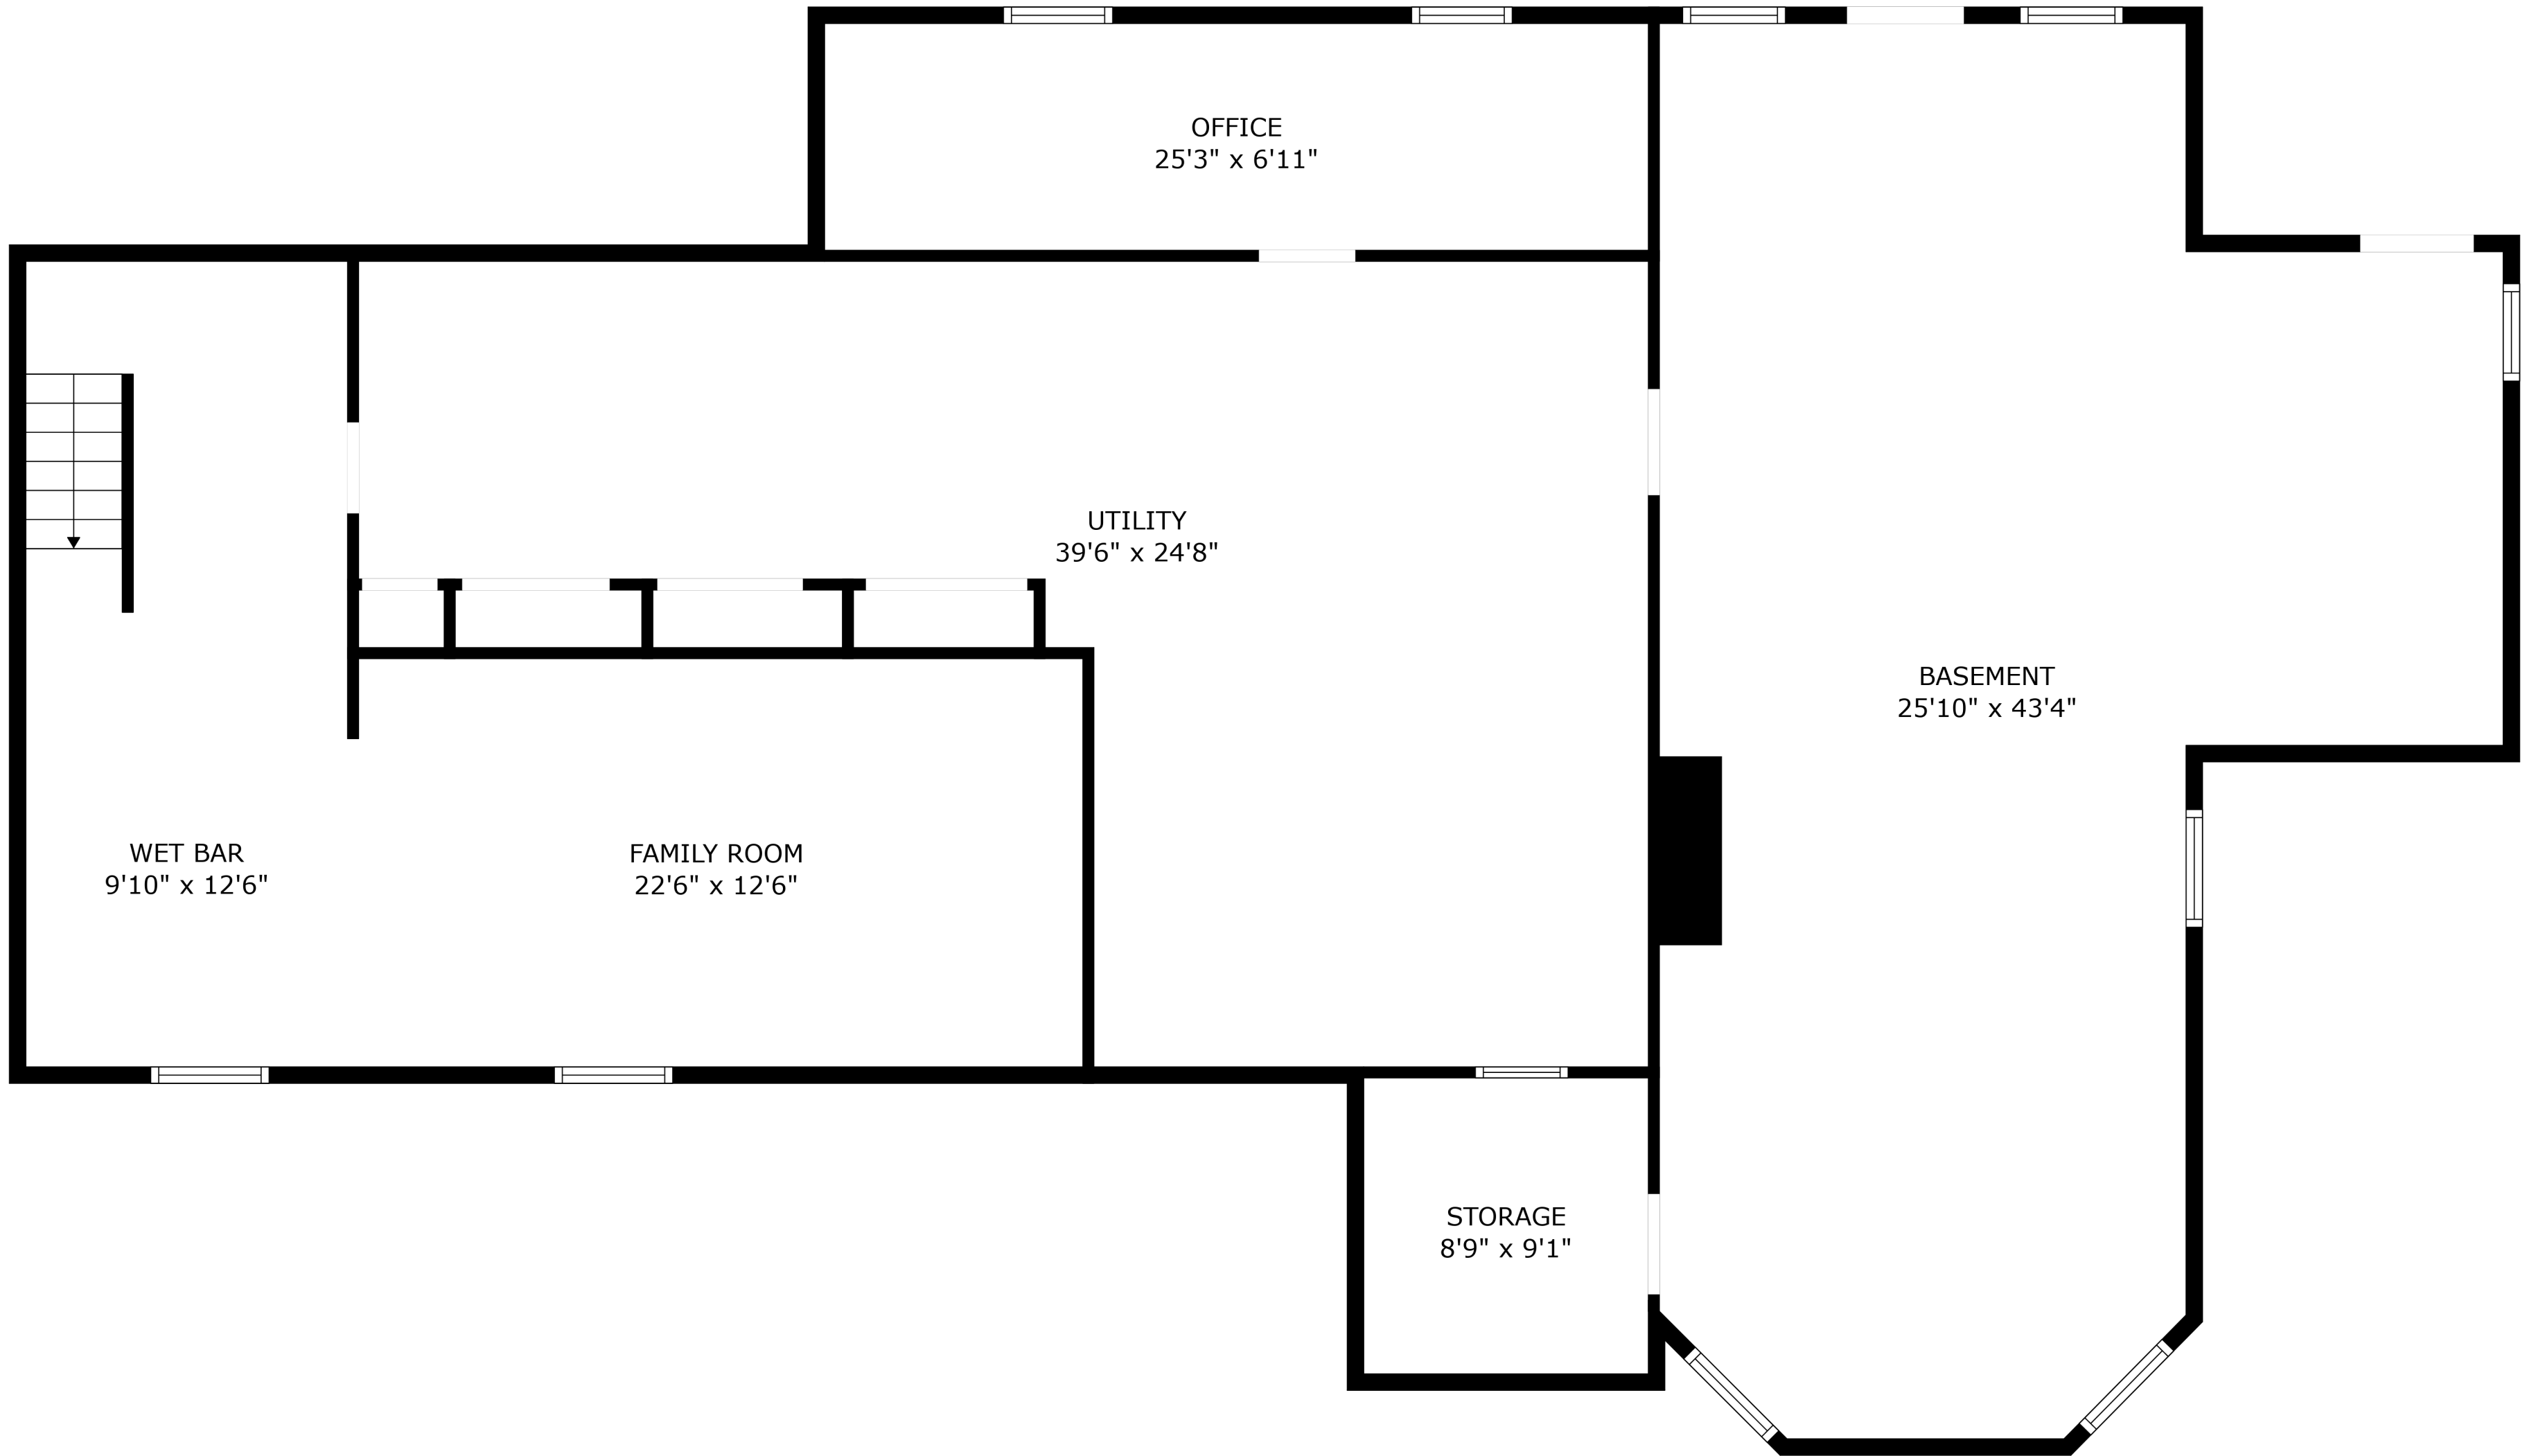 OFFICE
25'3" x 6'11"
UTILITY
39'6" x 24'8"
BASEMENT
25'10" x 43'4"
WET BAR
9'10" x 12'6"
FAMILY ROOM
22'6" x 12'6"
STORAGE
8'9" x 9'1"